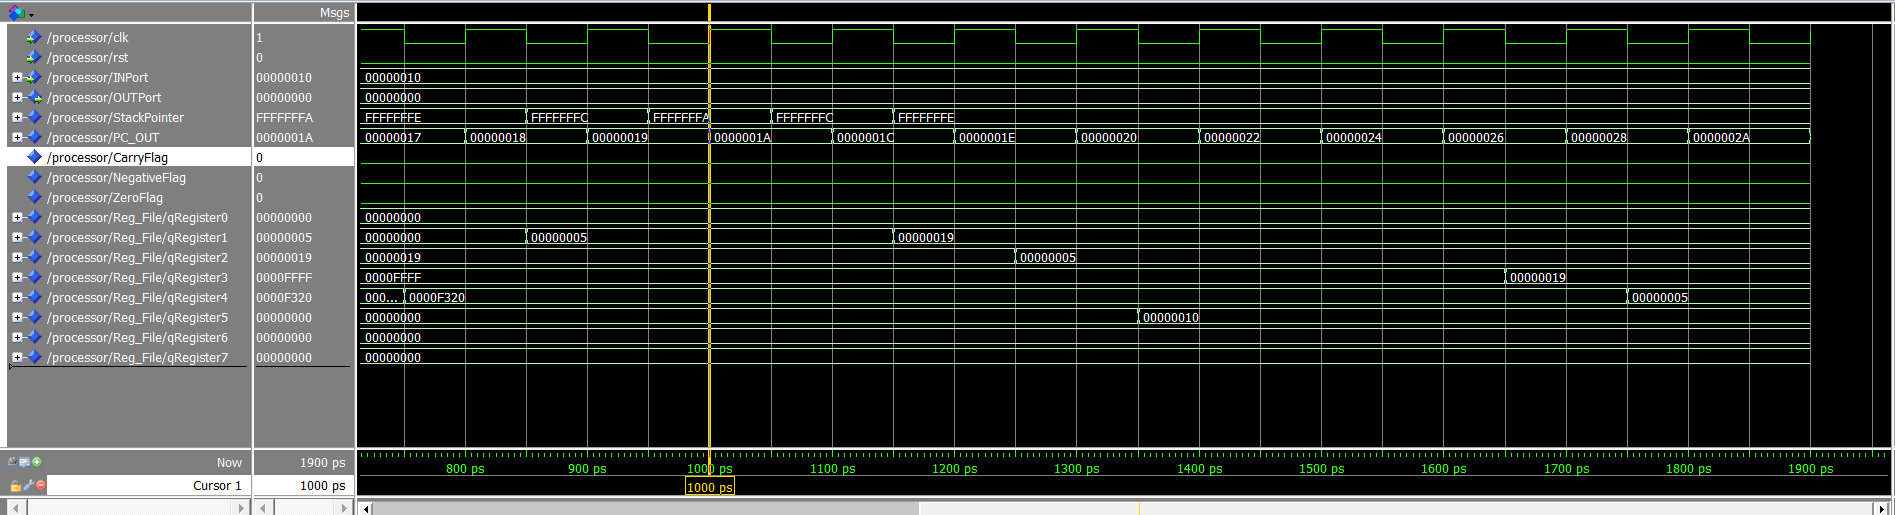 Msgs
/processor/clk 1
/processor/rst 0
/processor/INPort 00000010 00000010
/processor/OUTPort 00000000 00000000
/processor/StackPointer FFFFFFFA FFFFFFFE FFFFFFFC FFFFFFFA FFFFFFFC FFFFFFFE
/processor/PC_OUT 0000001A 00000017 00000018 00000019 0000001A 0000001C 0000001E 00000020 00000022 00000024 00000026 00000028 0000002A
/processor/CarryFlag 0
/processor/NegativeFlag 0
/processor/ZeroFlag 0
/processor/Reg_File/qRegister0 00000000 00000000
/processor/Reg_File/qRegister1 00000005 00000000 00000005 00000019
/processor/Reg_File/qRegister2 00000019 00000019 00000005
/processor/Reg_File/qRegister3 0000FFFF 0000FFFF 00000019
/processor/Reg_File/qRegister4 0000F320 000... 0000F320 00000005
/processor/Reg_File/qRegister5 00000000 00000000 00000010
/processor/Reg_File/qRegister6 00000000 00000000
/processor/Reg_File/qRegister7 00000000 00000000
Now 1900 ps 800 ps 900 ps 1000 ps 1100 ps 1200 ps 1300 ps 1400 ps 1500 ps 1600 ps 1700 ps 1800 ps 1900 ps
Cursor 1 1000 ps 1000 ps